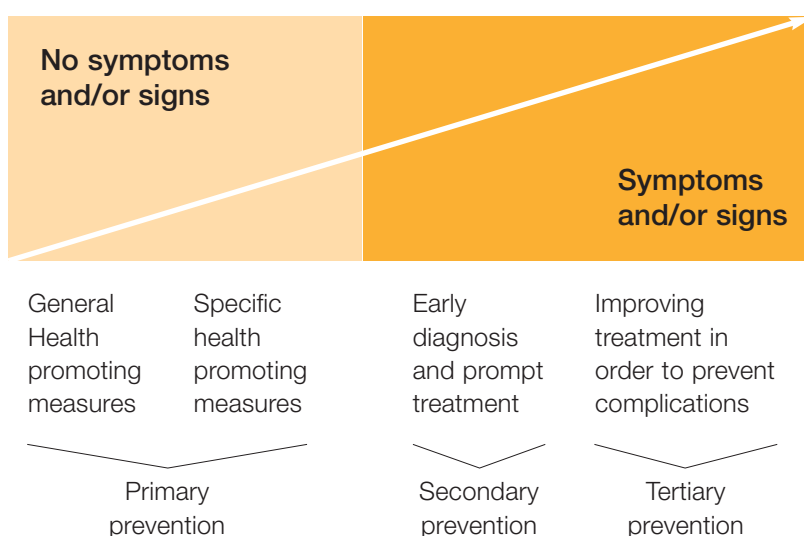 No symptoms
and/or signs
Symptoms
and/or signs
General
Health
promoting
measures
Specific
health
promoting
measures
Early
diagnosis
and prompt
treatment
Improving
treatment in
order to prevent
complications
Primary
prevention
Secondary
prevention
Tertiary
prevention